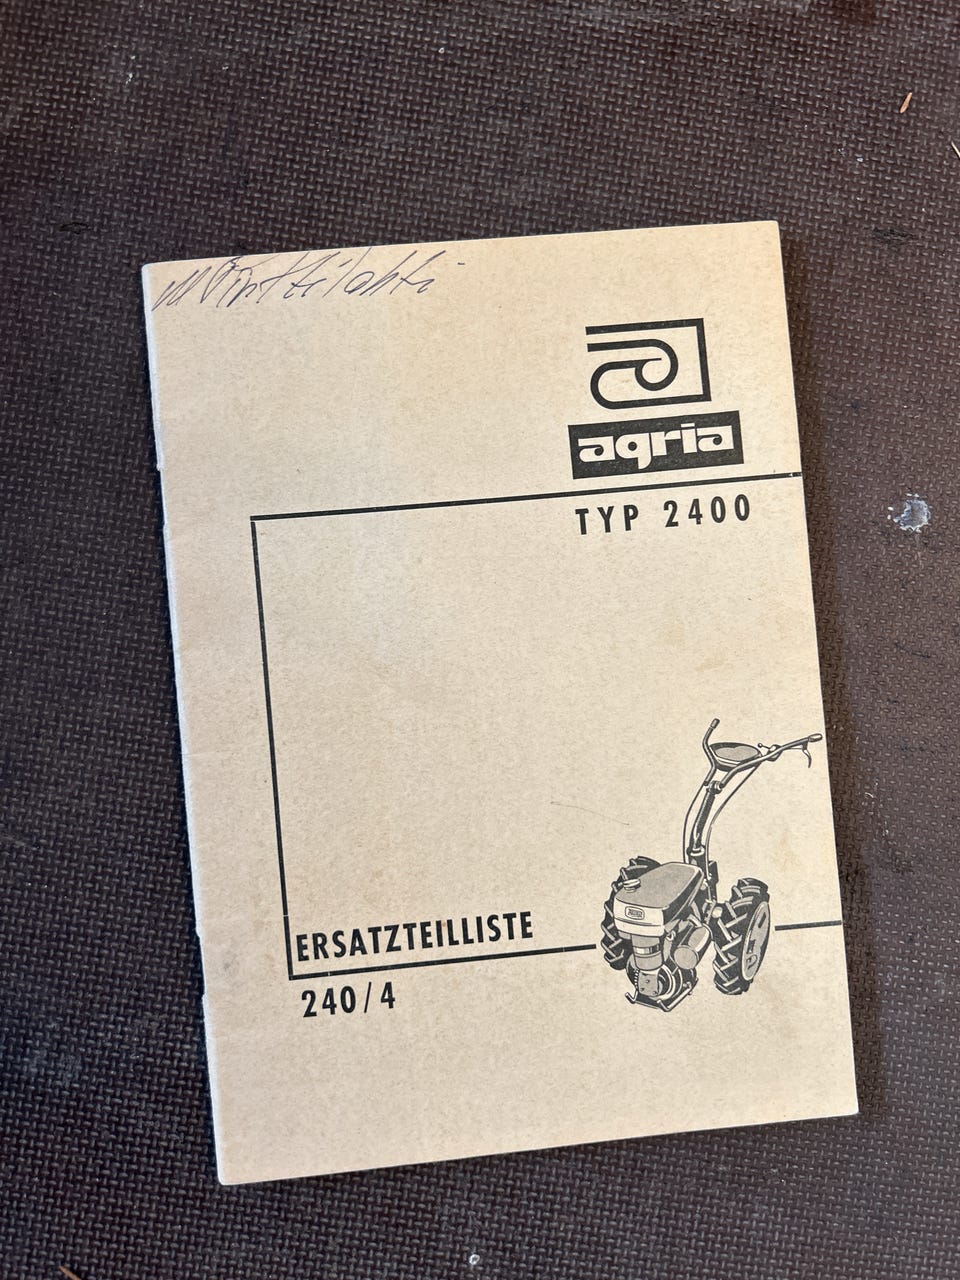 agria
TYP 2400
ERSATZTEILLISTE
240/4